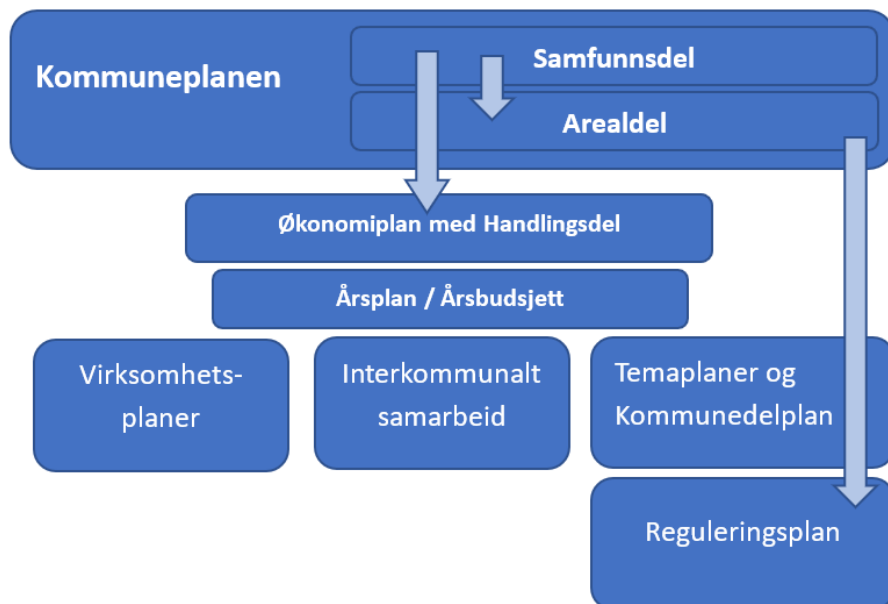 Kommuneplanen
Samfunnsdel
Arealdel
Økonomiplan med Handlingsdel
Årsplan / Årsbudsjett
Virksomhets-
planer
Interkommunalt
samarbeid
Temaplaner og
Kommunedelplan
Reguleringsplan